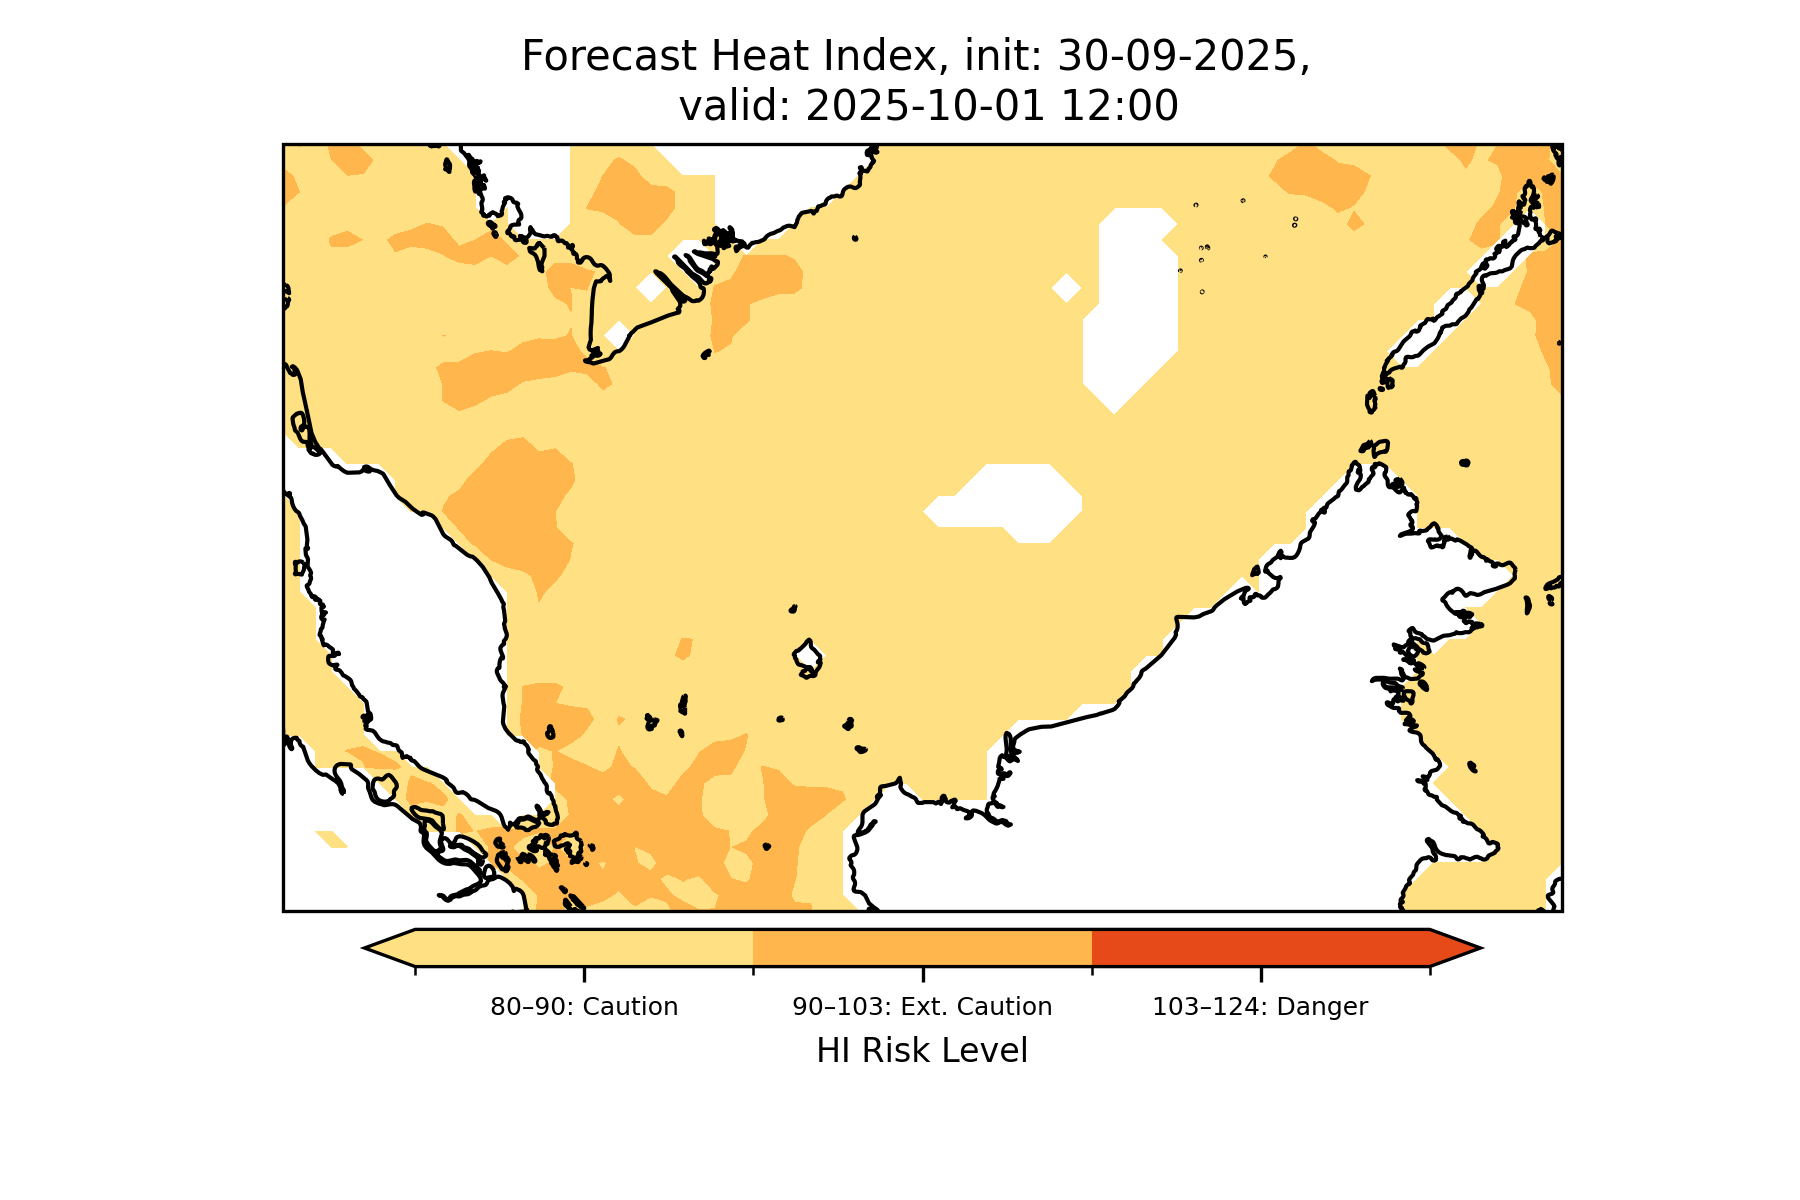 Forecast Heat Index, init: 30-09-2025,
valid: 2025-10-01 12:00
80–90: Caution
90–103: Ext. Caution
103–124: Danger
HI Risk Level